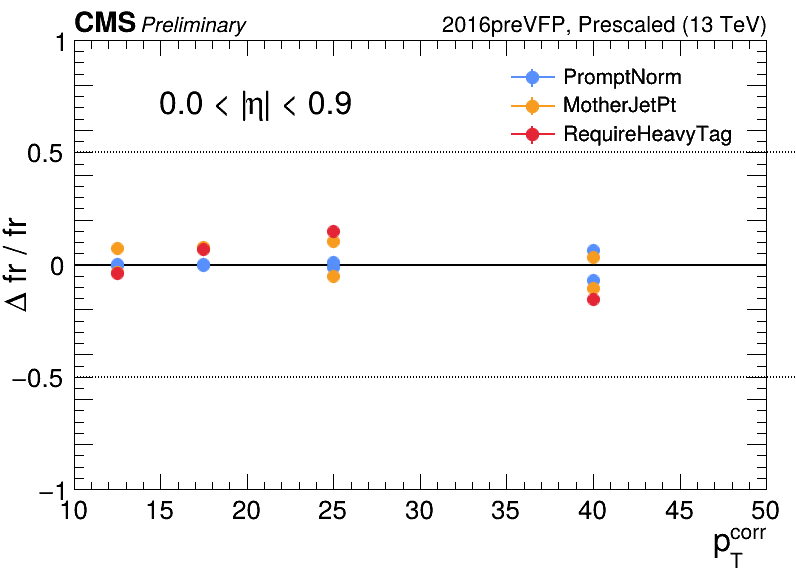 CMS Preliminary 2016preVFP, Prescaled (13 TeV)
1
PromptNorm
0.0 < |η| < 0.9
MotherJetPt
RequireHeavyTag
0.5
0
−0.5
−1
Δ fr / fr
10 15 20 25 30 35 40 45 50
p_T^corr